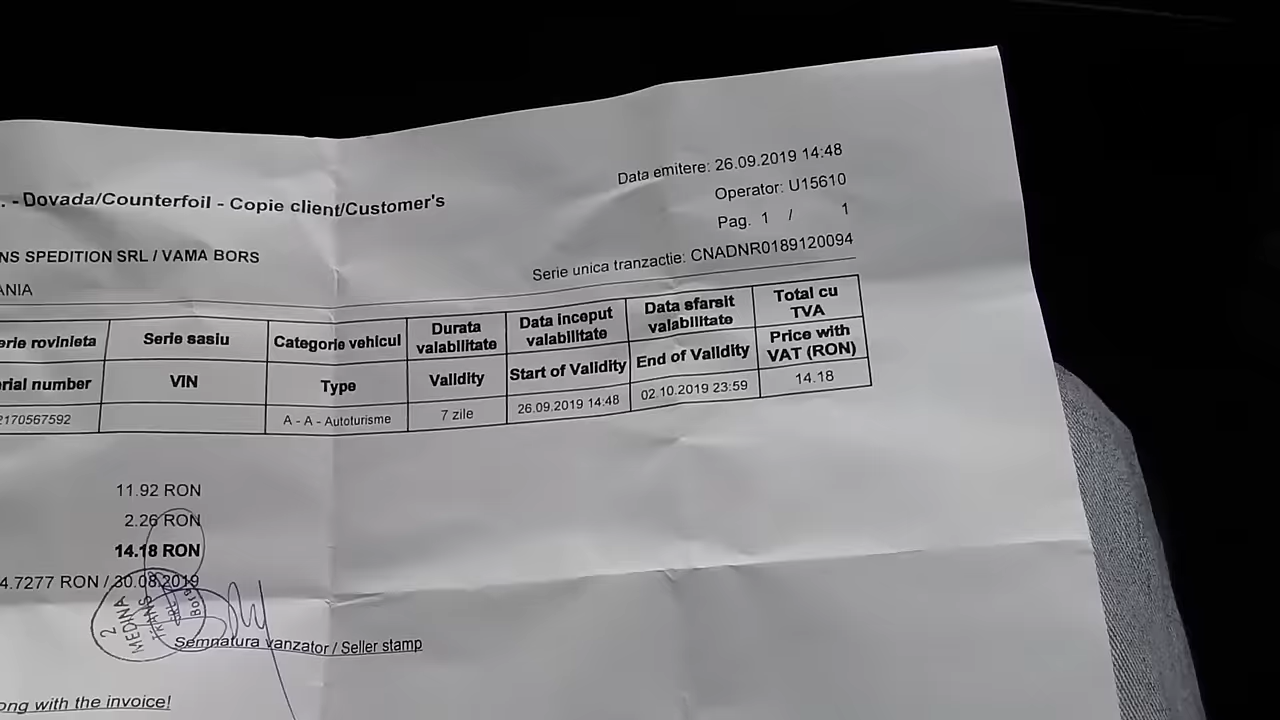 . - Dovada/Counterfoil - Copie client/Customer's
Data emitere: 26.09.2019 14:48
Operator: U15610
Pag. 1 / 1
NS SPEDITION SRL / VAMA BORS
Serie unica tranzactie: CNADNR0189120094
ANIA
erie rovinieta Serie sasiu Categorie vehicul Durata valabilitate Data inceput valabilitate Data sfarsit valabilitate Total cu TVA
erial number VIN Type Validity Start of Validity End of Validity Price with VAT (RON)
2170567592 A - A - Autoturisme 7 zile 26.09.2019 14:48 02.10.2019 23:59 14.18
11.92 RON
2.26 RON
14.18 RON
4.7277 RON / 30.08.2019
2
MEDINA
TRANS
SRL
Bors
Semnatura vanzator / Seller stamp
ong with the invoice!